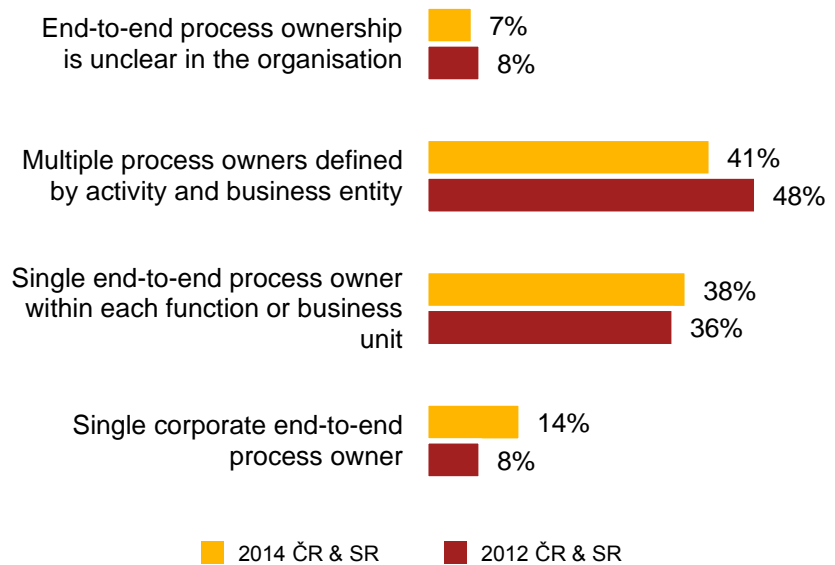 End-to-end process ownership
is unclear in the organisation
7%
8%
Multiple process owners defined
by activity and business entity
41%
48%
Single end-to-end process owner
within each function or business
unit
38%
36%
Single corporate end-to-end
process owner
14%
8%
2014 ČR & SR
2012 ČR & SR